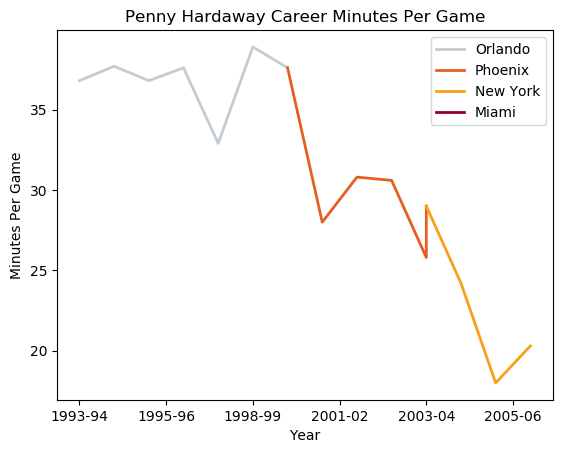 Penny Hardaway Career Minutes Per Game
Orlando
Phoenix
New York
Miami
35
30
25
20
Minutes Per Game
1993-94 1995-96 1998-99 2001-02 2003-04 2005-06
Year